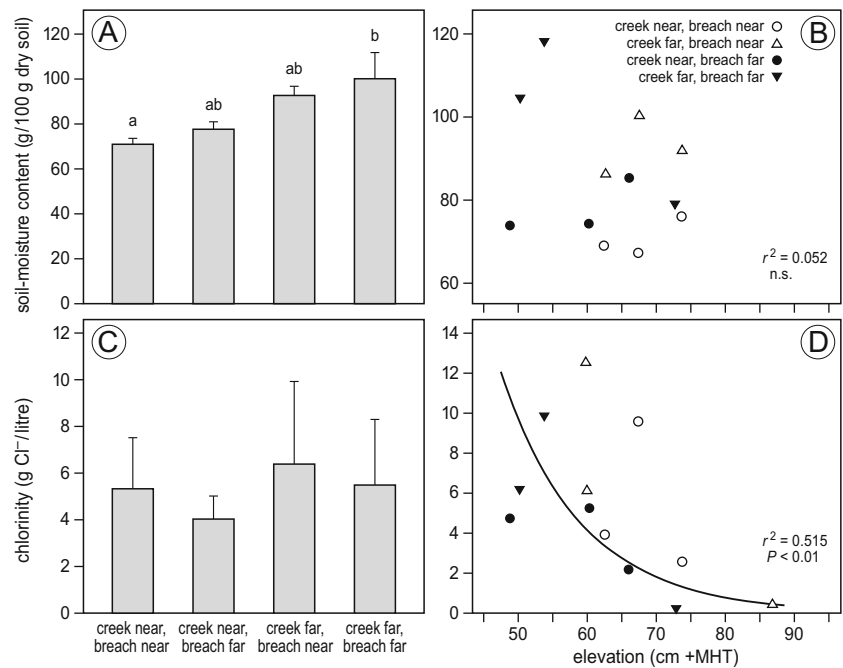 A
soil-moisture content (g/100 g dry soil)
120
100
80
60
40
20
0
a
ab
ab
b
B
creek near, breach near
creek far, breach near
creek near, breach far
creek far, breach far
120
100
80
60
r² = 0.052
n.s.
C
chlorinity (g Cl⁻/litre)
12
10
8
6
4
2
0
creek near,
breach near
creek near,
breach far
creek far,
breach near
creek far,
breach far
D
14
12
10
8
6
4
2
0
r² = 0.515
P < 0.01
50 60 70 80 90
elevation (cm +MHT)